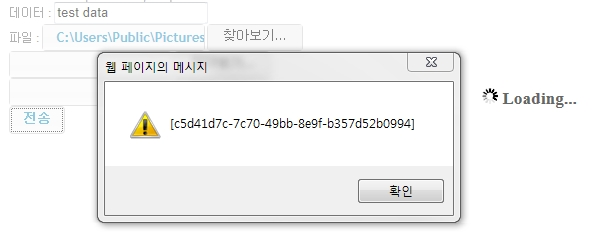 데이터 : test data
파일 : C:\Users\Public\Pictures 찾아보기...
웹 페이지의 메시지
[c5d41d7c-7c70-49bb-8e9f-b357d52b0994]
Loading...
전송
확인